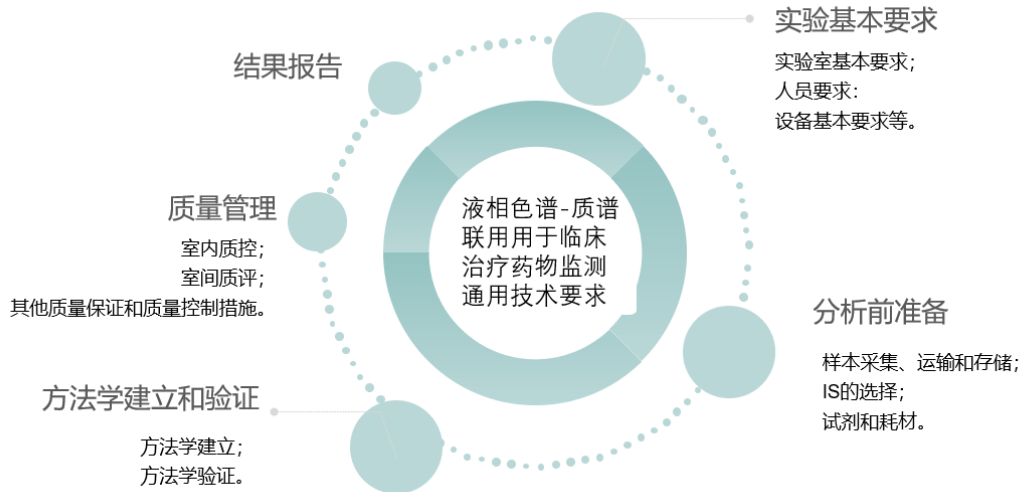 实验基本要求
实验室基本要求；
人员要求：
设备基本要求等。
结果报告
质量管理
室内质控；
室间质评；
其他质量保证和质量控制措施。
液相色谱-质谱
联用用于临床
治疗药物监测
通用技术要求
分析前准备
样本采集、运输和存储；
IS的选择；
试剂和耗材。
方法学建立和验证
方法学建立；
方法学验证。